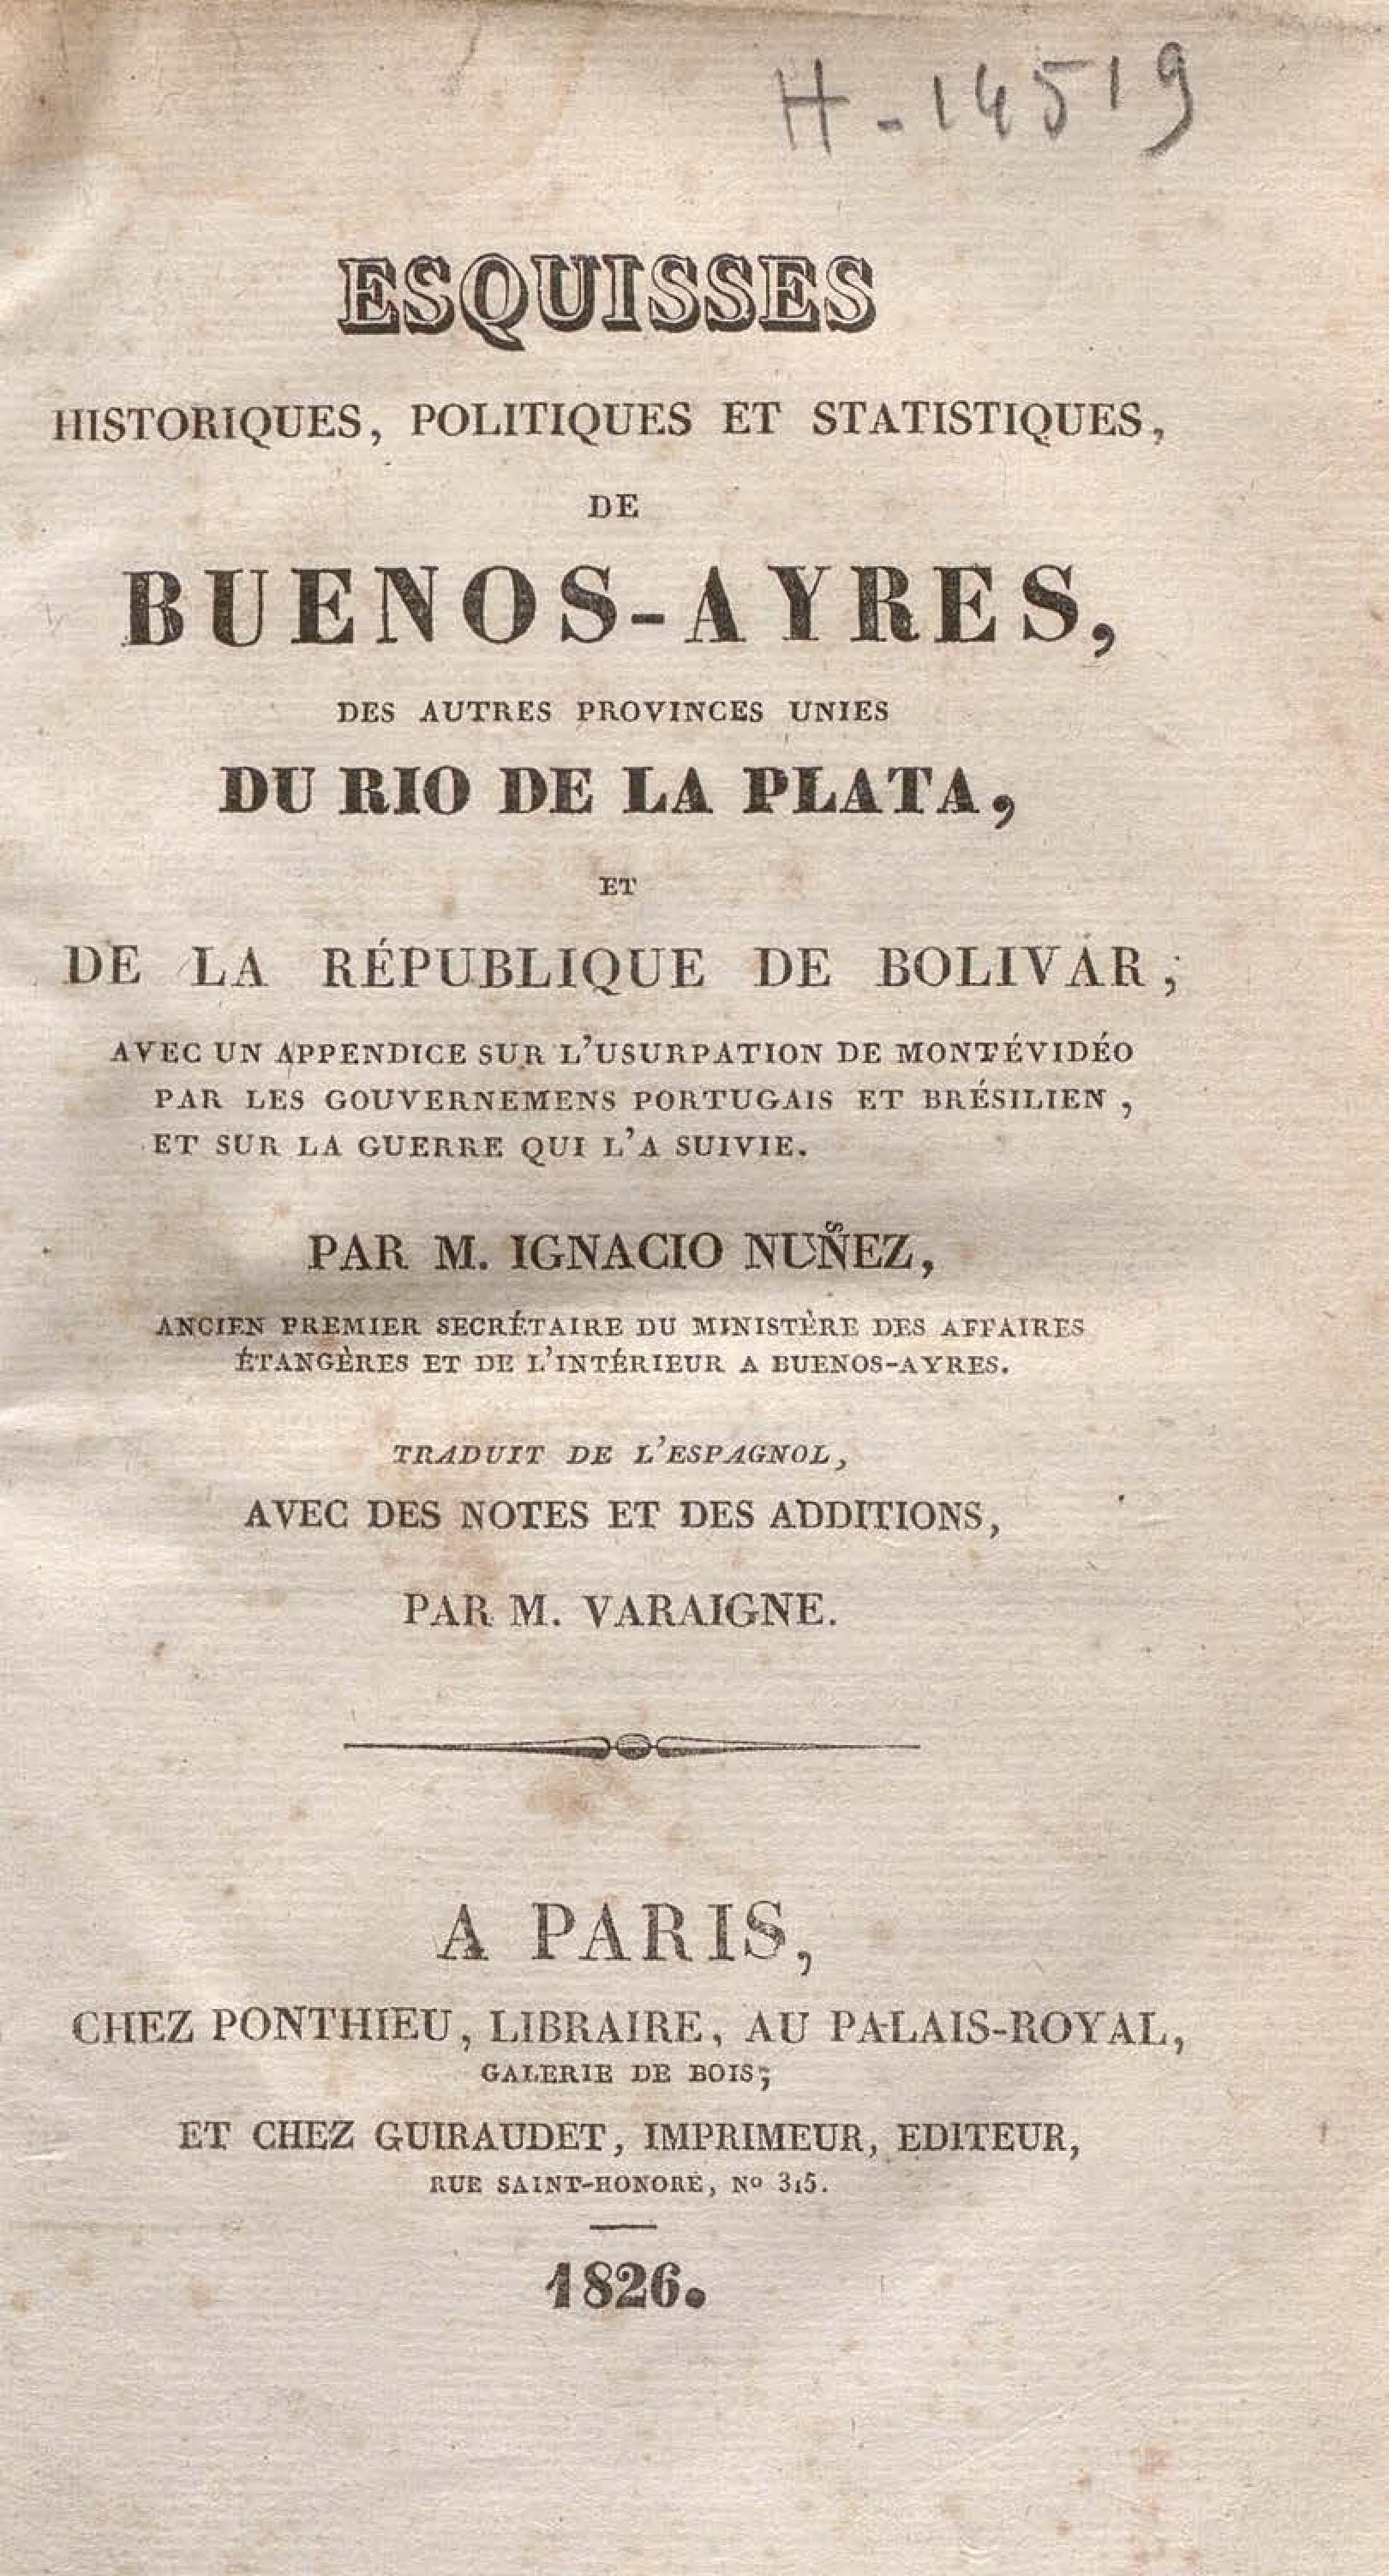 H-14519
ESQUISSES
HISTORIQUES, POLITIQUES ET STATISTIQUES,
DE
BUENOS-AYRES,
DES AUTRES PROVINCES UNIES
DU RIO DE LA PLATA,
ET
DE LA RÉPUBLIQUE DE BOLIVAR;
AVEC UN APPENDICE SUR L'USURPATION DE MONTÉVIDÉO
PAR LES GOUVERNEMENS PORTUGAIS ET BRÉSILIEN,
ET SUR LA GUERRE QUI L'A SUIVIE.
PAR M. IGNACIO NUÑEZ,
ANCIEN PREMIER SECRÉTAIRE DU MINISTÈRE DES AFFAIRES
ÉTANGÈRES ET DE L'INTÉRIEUR A BUENOS-AYRES.
TRADUIT DE L'ESPAGNOL,
AVEC DES NOTES ET DES ADDITIONS,
PAR M. VARAIGNE.
A PARIS,
CHEZ PONTHIEU, LIBRAIRE, AU PALAIS-ROYAL,
GALERIE DE BOIS;
ET CHEZ GUIRAUDET, IMPRIMEUR, EDITEUR,
RUE SAINT-HONORÉ, Nº 315.
1826.